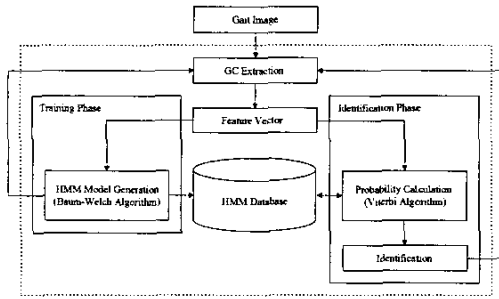 Gait Image
GC Extraction
Training Phase
Identification Phase
Feature Vector
HMM Model Generation
(Baum-Welch Algorithm)
HMM Database
Probability Calculation
(Viterbi Algorithm)
Identification